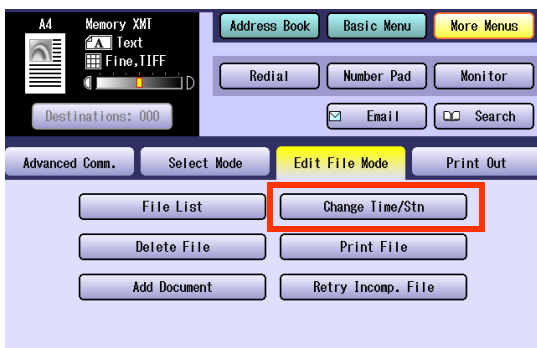 A4 Memory XMT
A Text
Fine,TIFF
D
Destinations: 000
Address Book Basic Menu More Menus
Redial Number Pad Monitor
Email Search
Advanced Comm. Select Mode Edit File Mode Print Out
File List Change Time/Stn
Delete File Print File
Add Document Retry Incomp. File